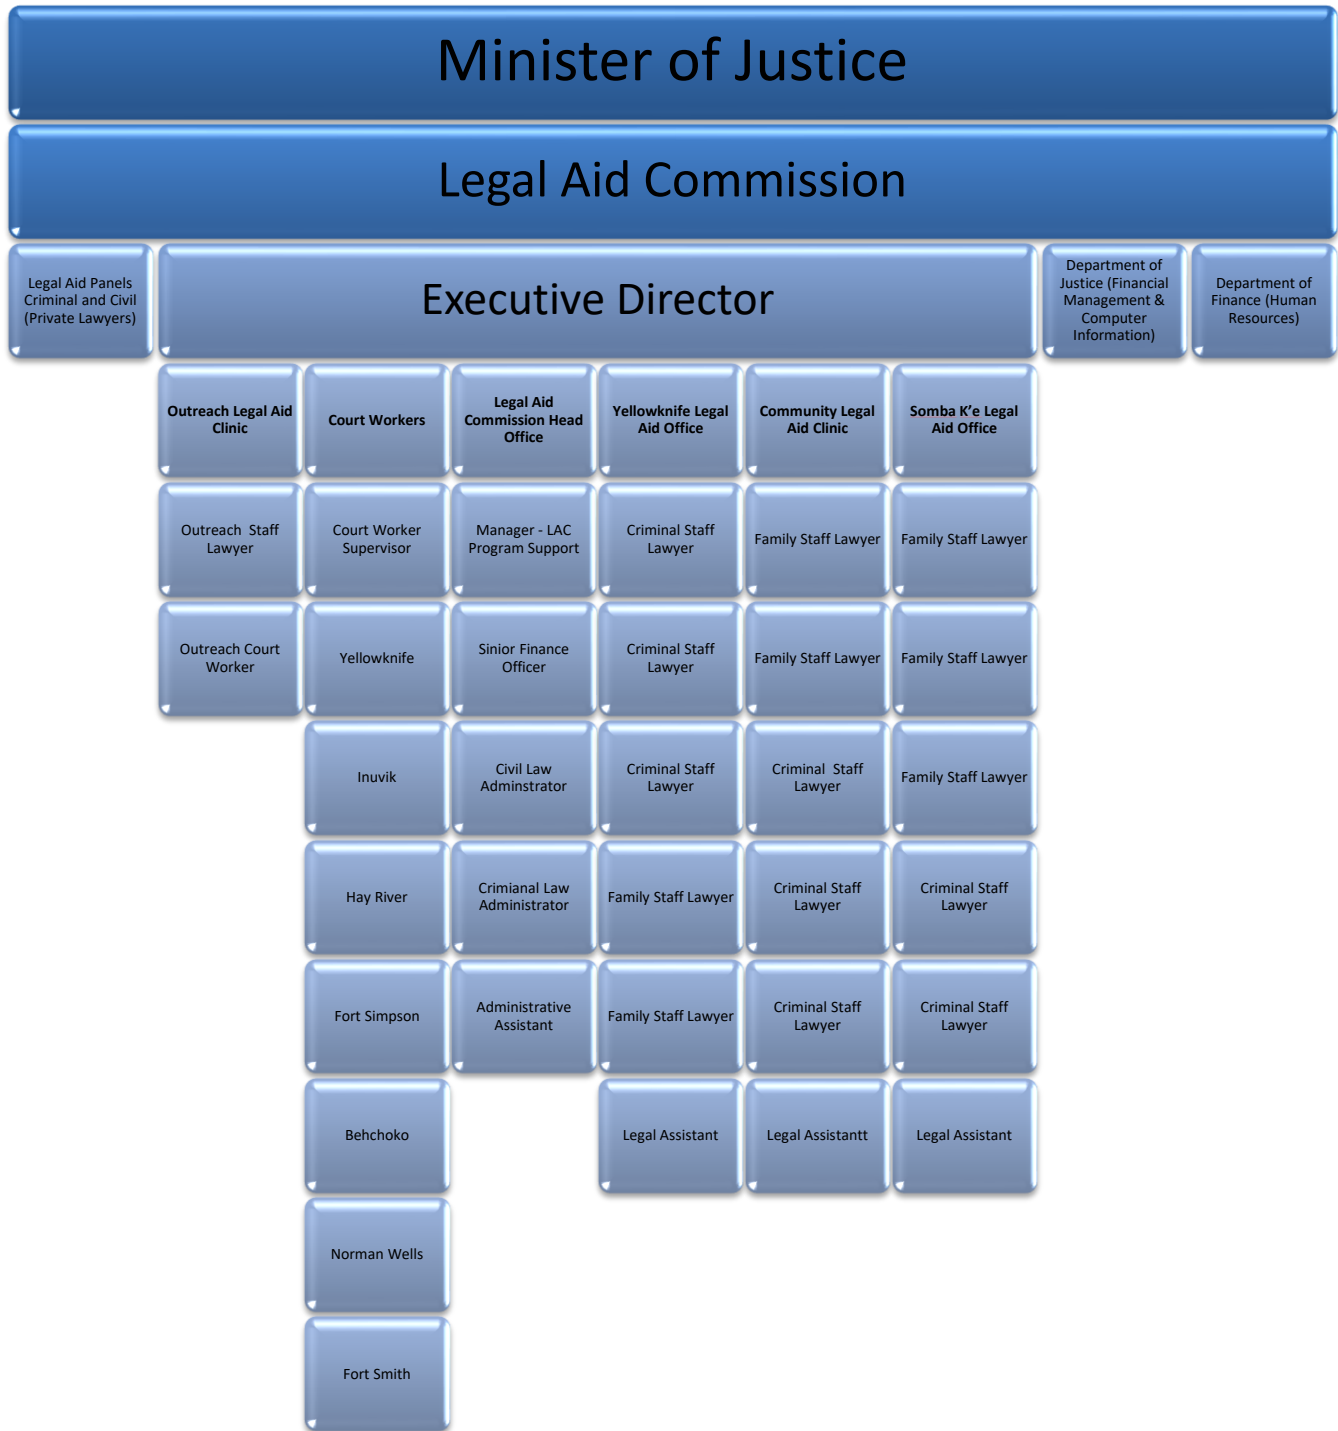 Minister of Justice
Legal Aid Commission
Legal Aid Panels
Criminal and Civil
(Private Lawyers)
Executive Director
Department of
Justice (Financial
Management &
Computer
Information)
Department of
Finance (Human
Resources)
Outreach Legal Aid
Clinic
Court Workers
Legal Aid
Commission Head
Office
Yellowknife Legal
Aid Office
Community Legal
Aid Clinic
Somba K’e Legal
Aid Office
Outreach  Staff
Lawyer
Court Worker
Supervisor
Manager - LAC
Program Support
Criminal Staff
Lawyer
Family Staff Lawyer
Family Staff Lawyer
Outreach Court
Worker
Yellowknife
Sinior Finance
Officer
Criminal Staff
Lawyer
Family Staff Lawyer
Family Staff Lawyer
Inuvik
Civil Law
Adminstrator
Criminal Staff
Lawyer
Criminal  Staff
Lawyer
Family Staff Lawyer
Hay River
Crimianal Law
Administrator
Family Staff Lawyer
Criminal Staff
Lawyer
Criminal Staff
Lawyer
Fort Simpson
Administrative
Assistant
Family Staff Lawyer
Criminal Staff
Lawyer
Criminal Staff
Lawyer
Behchoko
Legal Assistant
Legal Assistantt
Legal Assistant
Norman Wells
Fort Smith